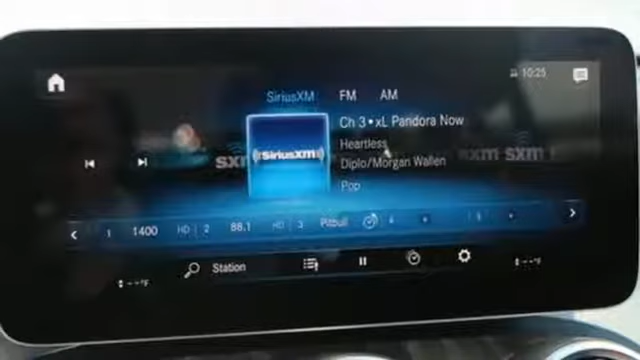 10:25
SiriusXM FM AM
Ch 3•xL Pandora Now
Heartless
Diplo/Morgan Wallen
Pop
sxm
((SiriusXM))
sxm sxm
1 1400 HD 2 88.1 HD 3 Pitbull 4
Station
--°F
--°F